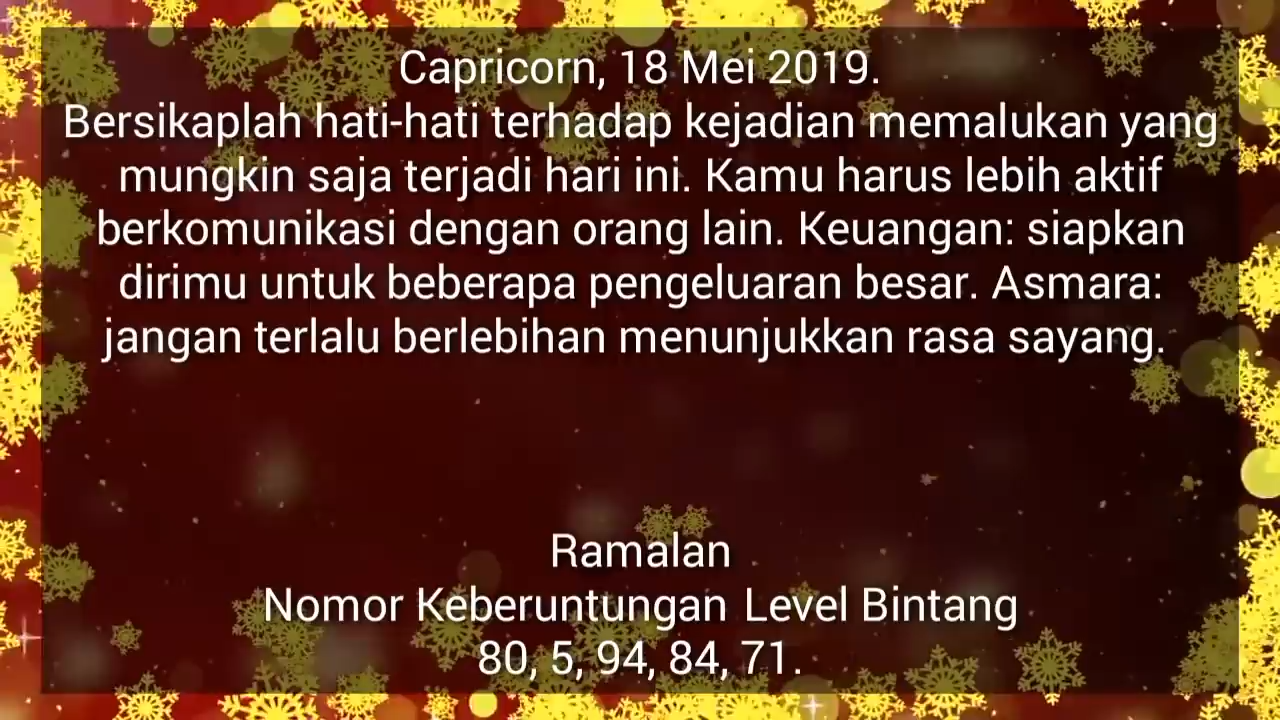 Capricorn, 18 Mei 2019.
Bersikaplah hati-hati terhadap kejadian memalukan yang
mungkin saja terjadi hari ini. Kamu harus lebih aktif
berkomunikasi dengan orang lain. Keuangan: siapkan
dirimu untuk beberapa pengeluaran besar. Asmara:
jangan terlalu berlebihan menunjukkan rasa sayang.
Ramalan
Nomor Keberuntungan Level Bintang
80, 5, 94, 84, 71.